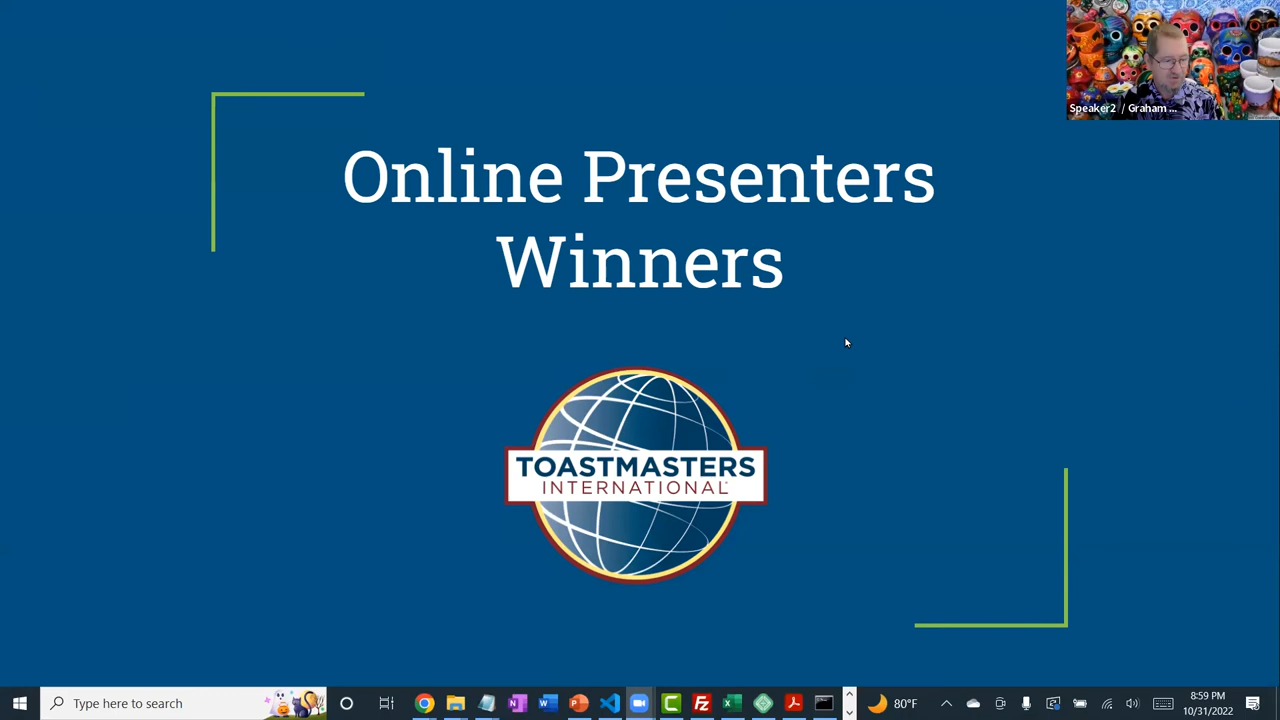 Speaker2 / Graham ...
Online Presenters
Winners
TOASTMASTERS
INTERNATIONAL
Type here to search
80°F
8:59 PM
10/31/2022